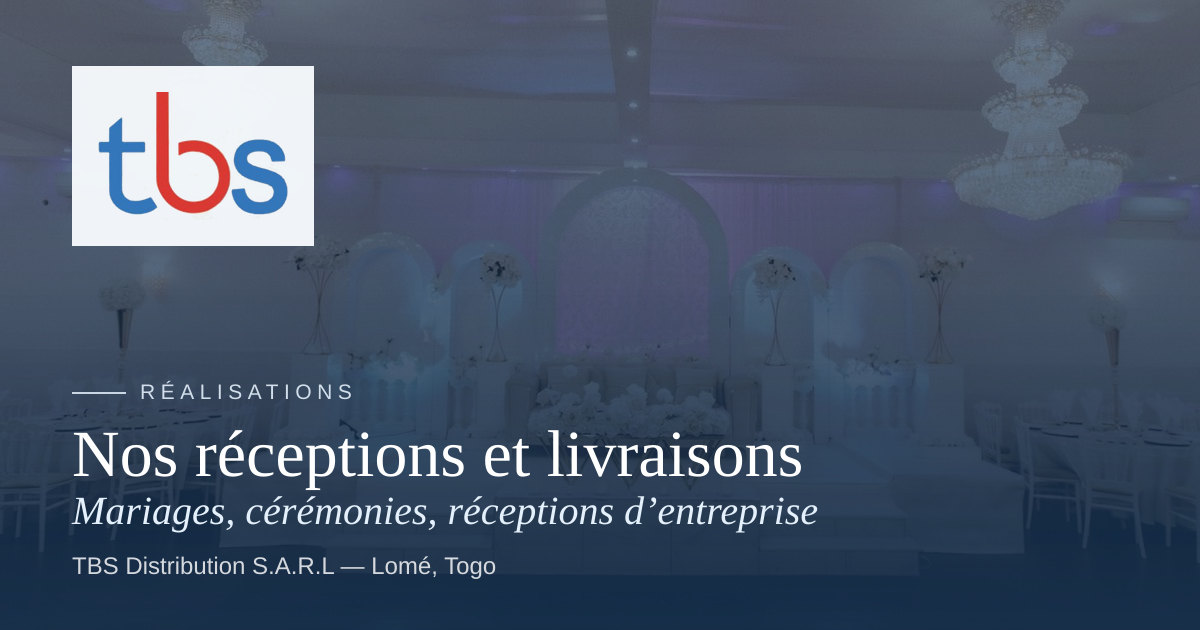 tbs
RÉALISATIONS
Nos réceptions et livraisons
Mariages, cérémonies, réceptions d’entreprise
TBS Distribution S.A.R.L — Lomé, Togo